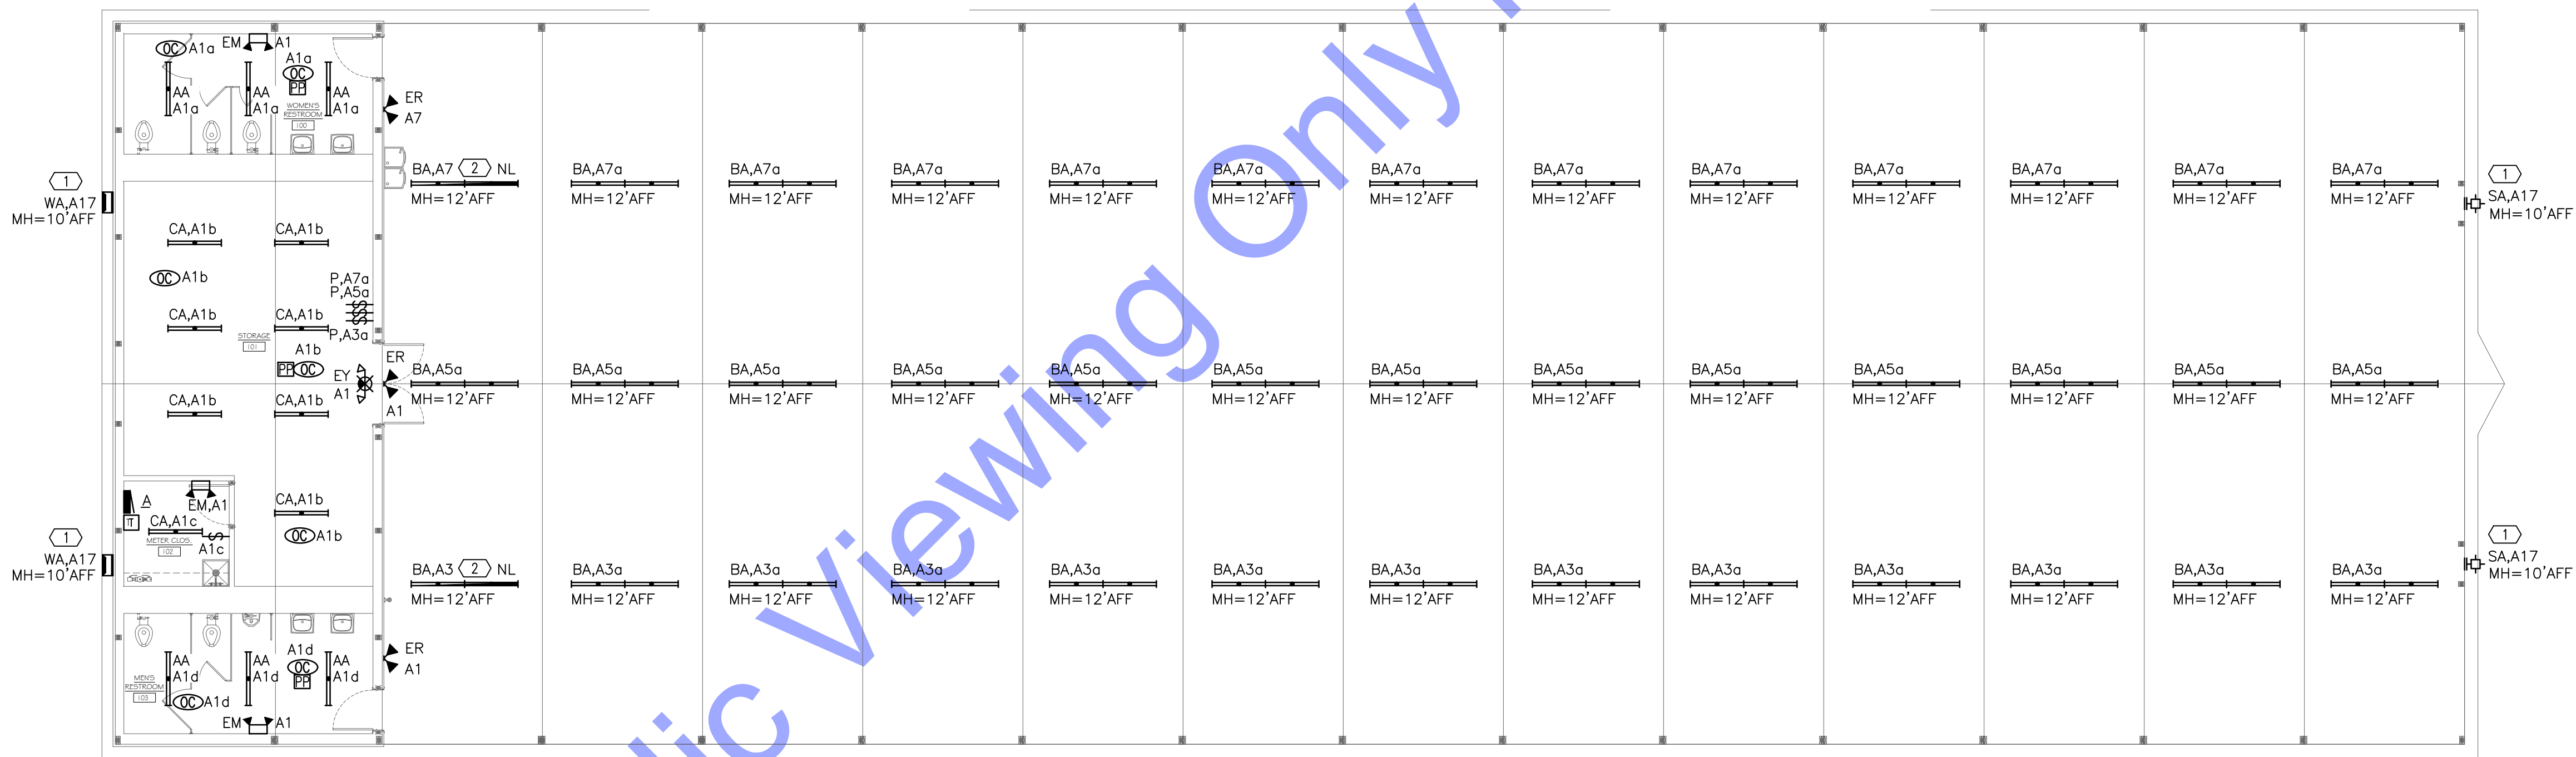 OC A1a
EM A1
A1a
OC
PP
AA
A1a
AA
A1a
AA
A1a
WOMEN'S
RESTROOM
100
ER
A7
1
WA,A17
MH=10'AFF
BA,A7 2 NL
MH=12'AFF
BA,A7a
MH=12'AFF
BA,A7a
MH=12'AFF
BA,A7a
MH=12'AFF
BA,A7a
MH=12'AFF
BA,A7a
MH=12'AFF
BA,A7a
MH=12'AFF
BA,A7a
MH=12'AFF
BA,A7a
MH=12'AFF
BA,A7a
MH=12'AFF
BA,A7a
MH=12'AFF
BA,A7a
MH=12'AFF
BA,A7a
MH=12'AFF
1
SA,A17
MH=10'AFF
CA,A1b
CA,A1b
OC A1b
P,A7a
P,A5a
SSS
P,A3a
CA,A1b
CA,A1b
STORAGE
101
A1b
PP OC
EY
A1
ER
A1
CA,A1b
CA,A1b
BA,A5a
MH=12'AFF
BA,A5a
MH=12'AFF
BA,A5a
MH=12'AFF
BA,A5a
MH=12'AFF
BA,A5a
MH=12'AFF
BA,A5a
MH=12'AFF
BA,A5a
MH=12'AFF
BA,A5a
MH=12'AFF
BA,A5a
MH=12'AFF
BA,A5a
MH=12'AFF
BA,A5a
MH=12'AFF
BA,A5a
MH=12'AFF
BA,A5a
MH=12'AFF
A
EM,A1
CA,A1c
S
A1c
METER CLOS.
102
CA,A1b
OC A1b
1
WA,A17
MH=10'AFF
BA,A3 2 NL
MH=12'AFF
BA,A3a
MH=12'AFF
BA,A3a
MH=12'AFF
BA,A3a
MH=12'AFF
BA,A3a
MH=12'AFF
BA,A3a
MH=12'AFF
BA,A3a
MH=12'AFF
BA,A3a
MH=12'AFF
BA,A3a
MH=12'AFF
BA,A3a
MH=12'AFF
BA,A3a
MH=12'AFF
BA,A3a
MH=12'AFF
BA,A3a
MH=12'AFF
1
SA,A17
MH=10'AFF
AA
A1d
AA
A1d
A1d
OC
PP
AA
A1d
MEN'S
RESTROOM
103
OC A1d
EM A1
ER
A1
Viewing Only